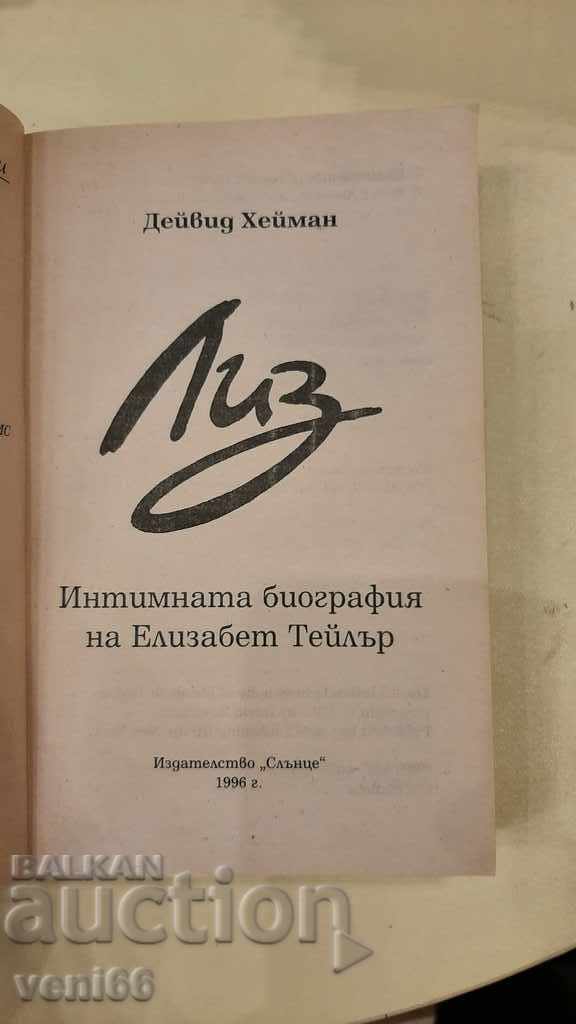 Дейвид Хейман
Лиз
Интимната биография
на Елизабет Тейлър
Издателство „Слънце“
1996 г.
BALKAN
auction
veni66